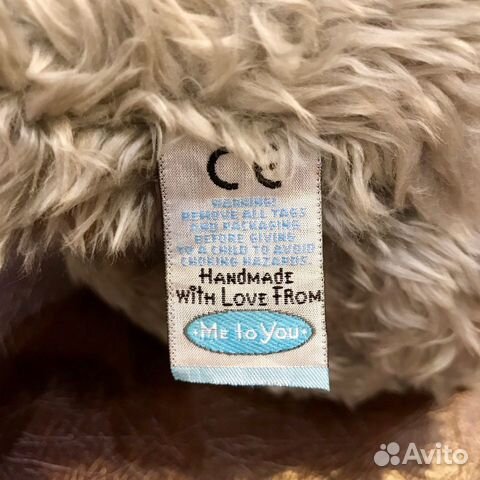 CE
WARNING!
REMOVE ALL TAGS
AND PACKAGING
BEFORE GIVING
TO A CHILD TO AVOID
CHOKING HAZARDS
HANDMADE
WITH LOVE FROM
·Me to You·
Avito